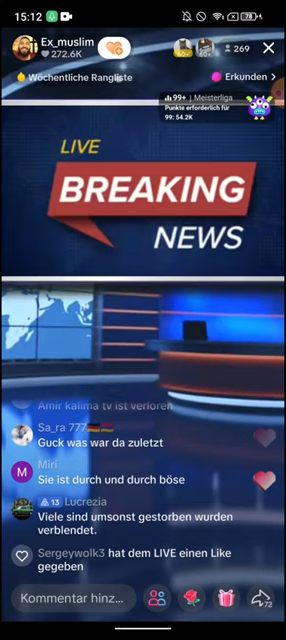 15:12
78
Ex_muslim
272.6K
60+
60+
269
Wöchentliche Rangliste
Erkunden >
99+ | Meisterliga
Punkte erforderlich für
99: 54.2K
LIVE
BREAKING
NEWS
Amir kalima tv ist verloren
Sa_ra 777
Guck was war da zuletzt
M
Miri
Sie ist durch und durch böse
13 Lucrezia
Viele sind umsonst gestorben wurden
verblendet.
Sergeywolk3 hat dem LIVE einen Like
gegeben
Kommentar hinz...
72